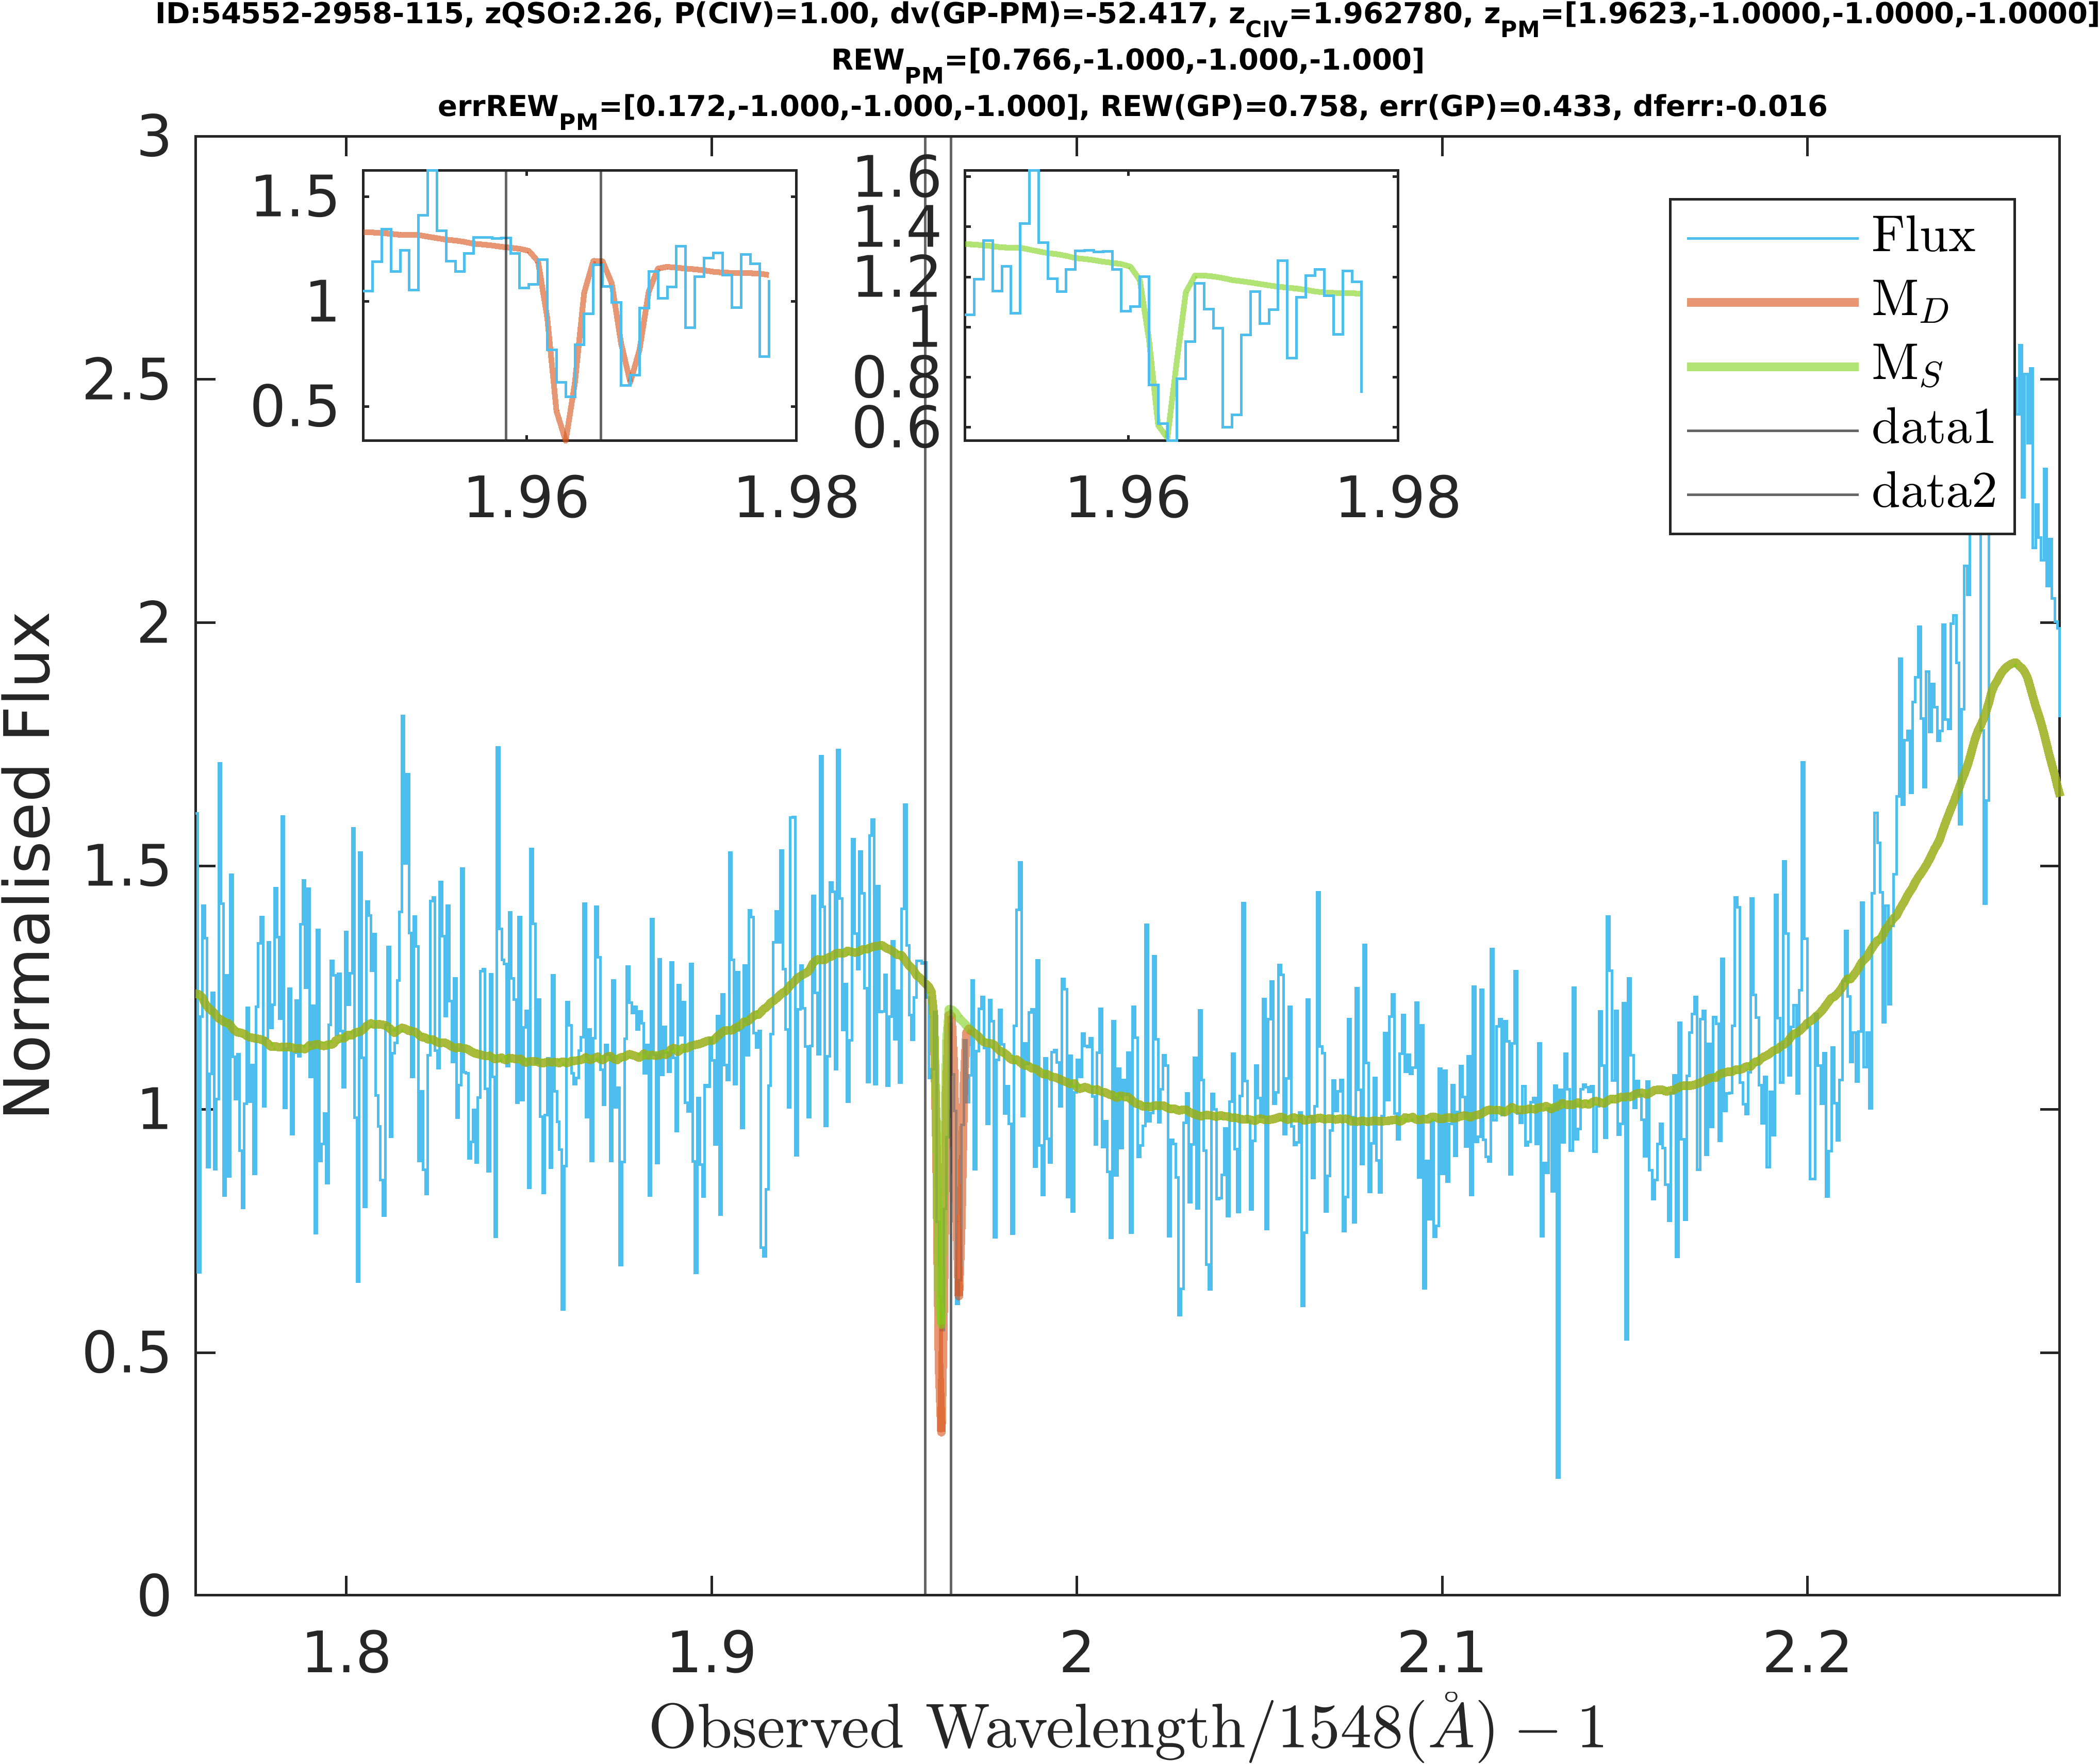 ID:54552-2958-115, zQSO:2.26, P(CIV)=1.00, dv(GP-PM)=-52.417, zCIV=1.962780, zPM=[1.9623,-1.0000,-1.0000,-1.0000]
REWPM=[0.766,-1.000,-1.000,-1.000]
errREWPM=[0.172,-1.000,-1.000,-1.000], REW(GP)=0.758, err(GP)=0.433, dferr:-0.016
3
2.5
2
1.5
1
0.5
0
Normalised Flux
1.5
1
0.5
1.96 1.98
1.6
1.4
1.2
1
0.8
0.6
1.96 1.98
Flux
MD
MS
data1
data2
1.8 1.9 2 2.1 2.2
Observed Wavelength/1548(Å) − 1